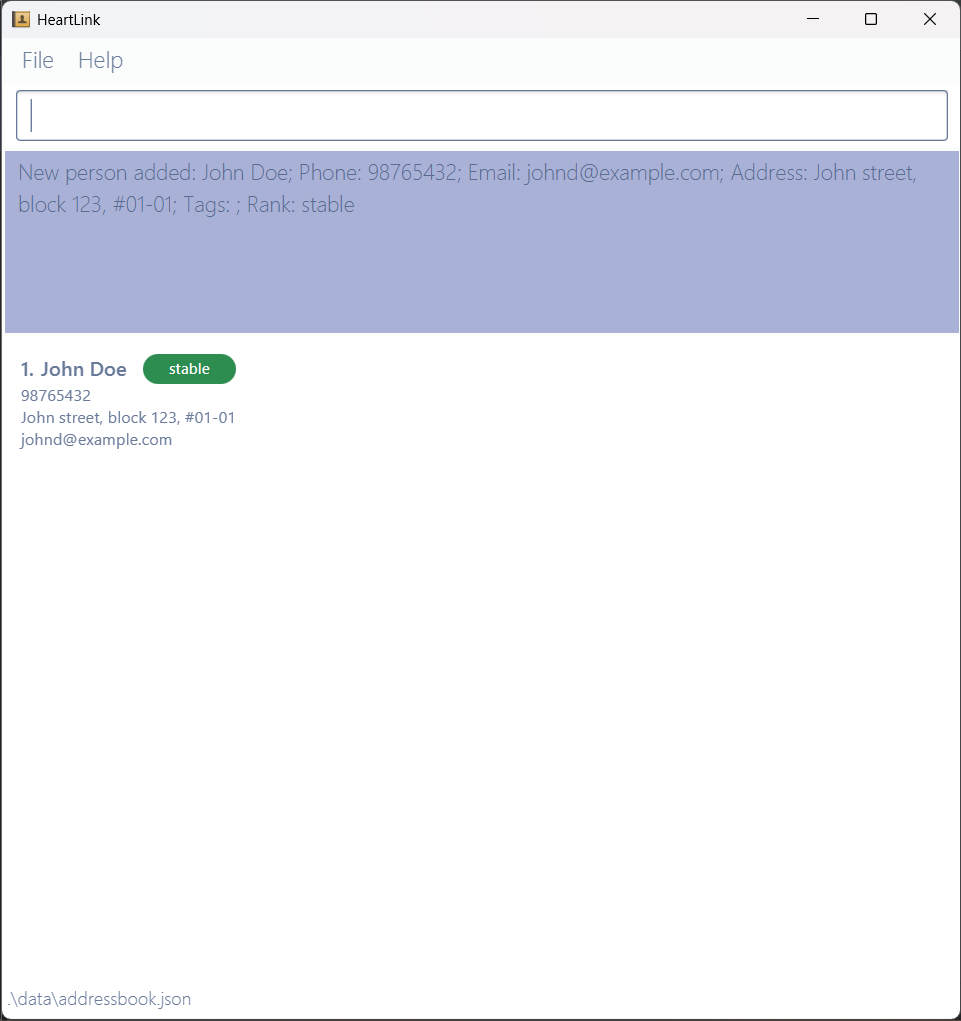 HeartLink
File Help
New person added: John Doe; Phone: 98765432; Email: johnd@example.com; Address: John street,
block 123, #01-01; Tags: ; Rank: stable
1. John Doe stable
98765432
John street, block 123, #01-01
johnd@example.com
.\data\addressbook.json